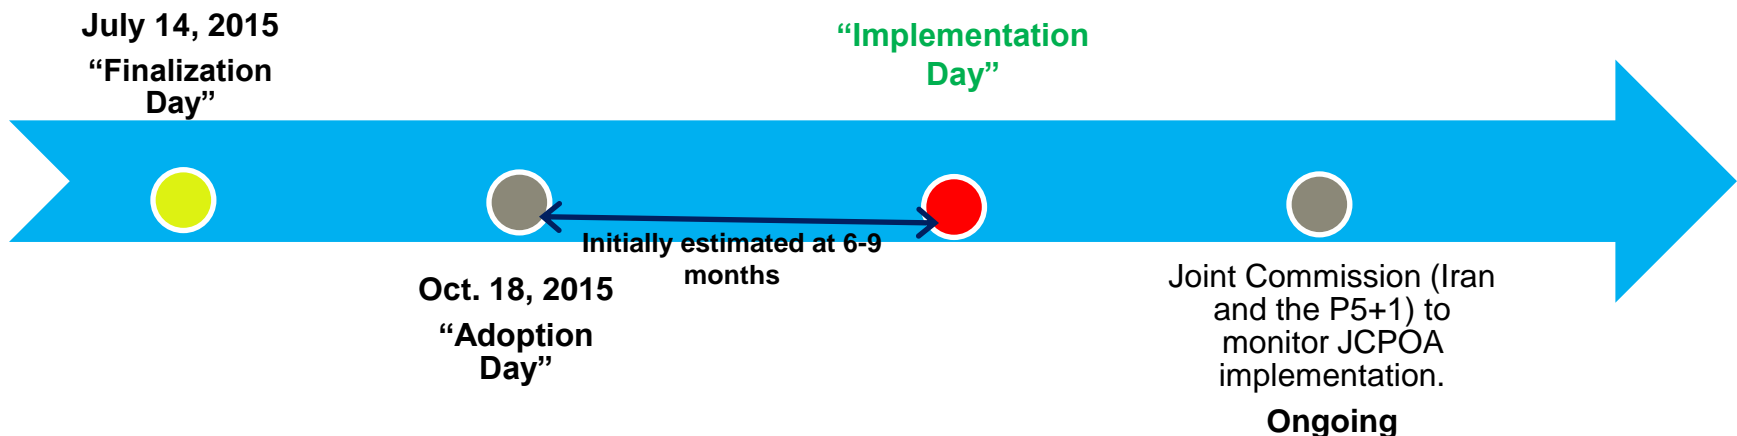 July 14, 2015
“Finalization
Day”
“Implementation
Day”
Initially estimated at 6-9
months
Oct. 18, 2015
“Adoption
Day”
Joint Commission (Iran
and the P5+1) to
monitor JCPOA
implementation.
Ongoing